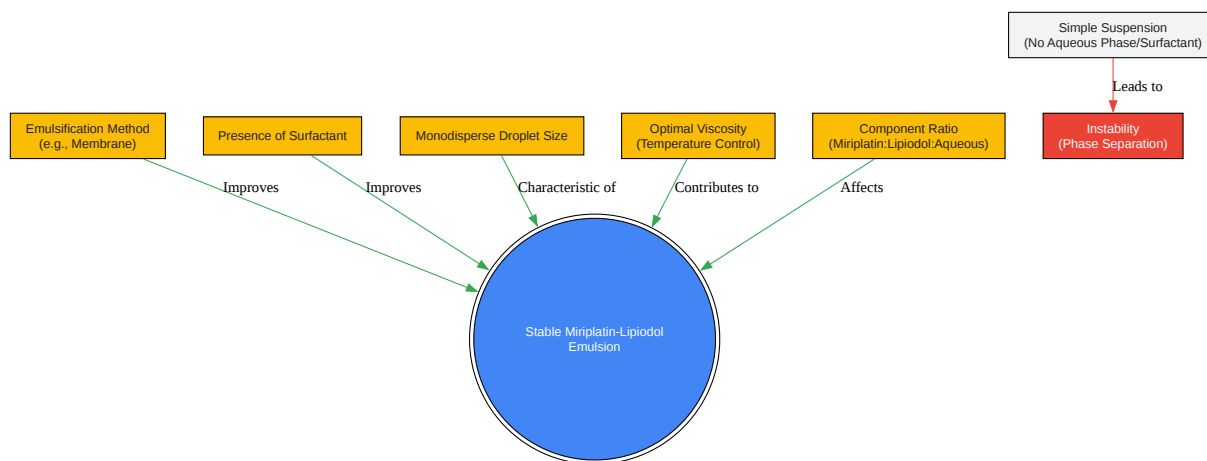 Simple Suspension
(No Aqueous Phase/Surfactant)
Leads to
Emulsification Method
(e.g., Membrane)
Presence of Surfactant
Monodisperse Droplet Size
Optimal Viscosity
(Temperature Control)
Component Ratio
(Miriplatin:Lipiodol:Aqueous)
Instability
(Phase Separation)
Improves
Improves
Characteristic of
Contributes to
Affects
Stable Miriplatin-Lipiodol
Emulsion